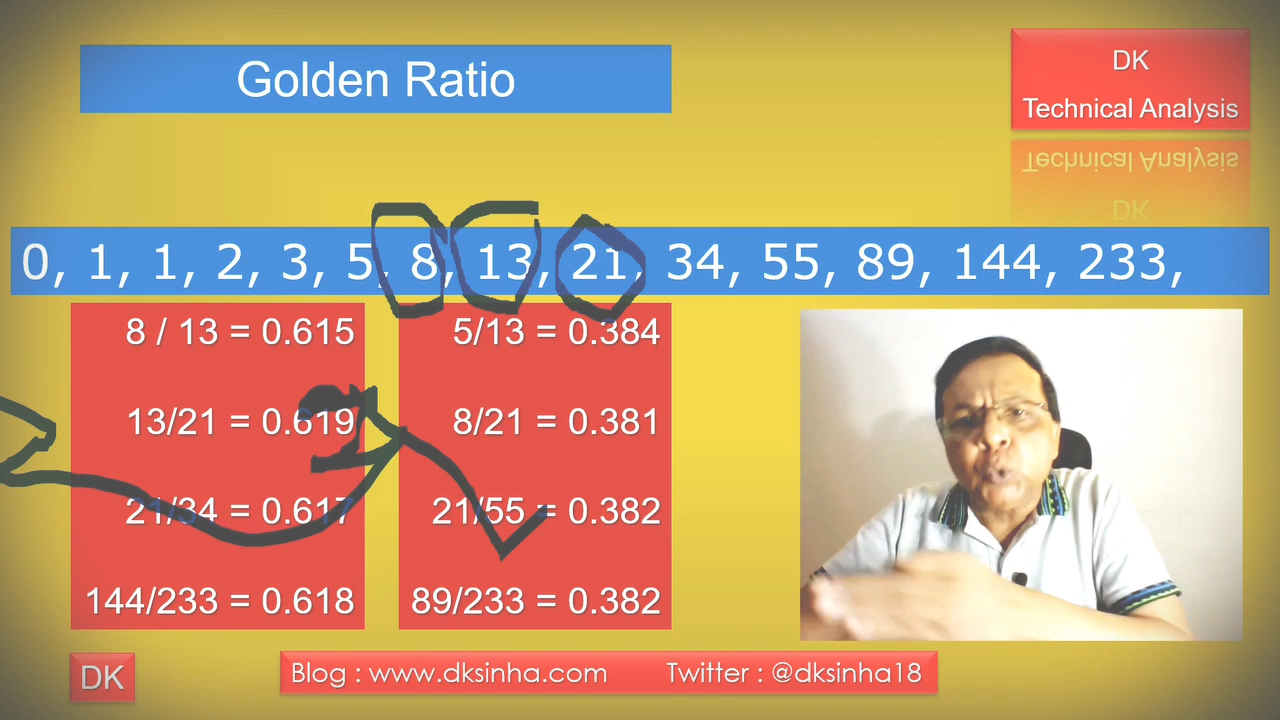 Golden Ratio
DK
Technical Analysis
0, 1, 1, 2, 3, 5, 8, 13, 21, 34, 55, 89, 144, 233,
8 / 13 = 0.615
13/21 = 0.619
21/34 = 0.617
144/233 = 0.618
5/13 = 0.384
8/21 = 0.381
21/55 = 0.382
89/233 = 0.382
DK
Blog : www.dksinha.com Twitter : @dksinha18